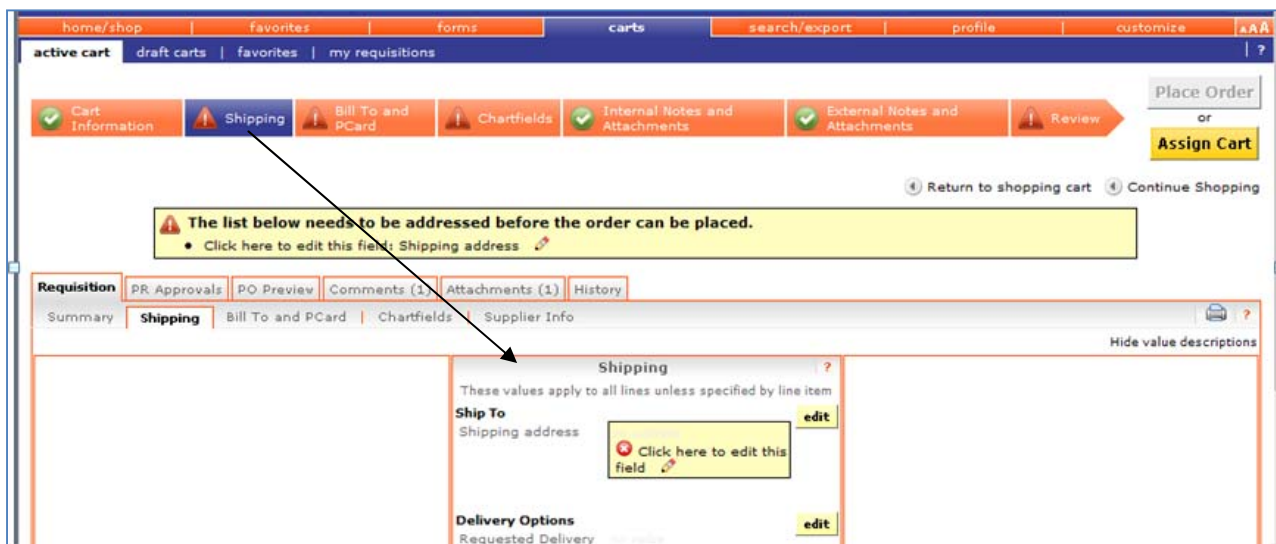 home/shop | favorites | forms carts search/export | profile | customize AAA
active cart draft carts | favorites | my requisitions | ?
Place Order
or
Assign Cart
Cart Information
Shipping
Bill To and PCard
Chartfields
Internal Notes and Attachments
External Notes and Attachments
Review
Return to shopping cart Continue Shopping
The list below needs to be addressed before the order can be placed.
• Click here to edit this field: Shipping address
Requisition PR Approvals PO Preview Comments (1) Attachments (1) History
Summary Shipping Bill To and PCard | Chartfields | Supplier Info ?
Hide value descriptions
Shipping ?
These values apply to all lines unless specified by line item
Ship To edit
Shipping address
Click here to edit this
field
Delivery Options edit
Requested Delivery